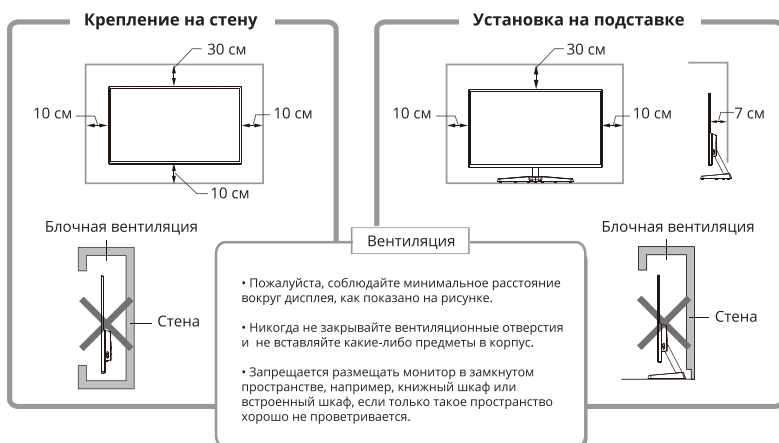 Крепление на стену
30 см
10 см
10 см
10 см
Блочная вентиляция
Стена
Установка на подставке
30 см
10 см
10 см
7 см
Блочная вентиляция
Стена
Вентиляция
• Пожалуйста, соблюдайте минимальное расстояние
вокруг дисплея, как показано на рисунке.
• Никогда не закрывайте вентиляционные отверстия
и не вставляйте какие-либо предметы в корпус.
• Запрещается размещать монитор в замкнутом
пространстве, например, книжный шкаф или
встроенный шкаф, если только такое пространство
хорошо не проветривается.